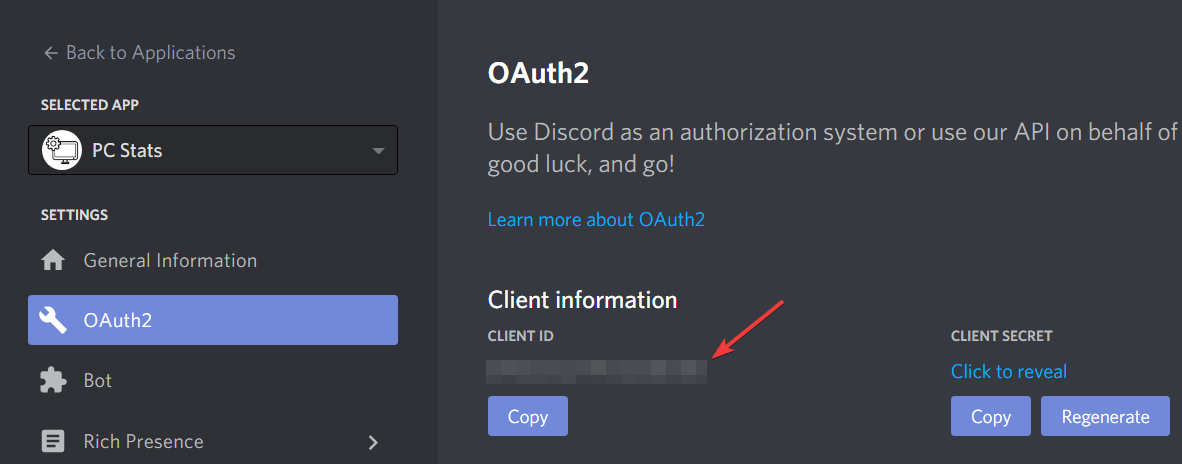 Back to Applications
SELECTED APP
PC Stats
SETTINGS
General Information
OAuth2
Bot
Rich Presence
OAuth2
Use Discord as an authorization system or use our API on behalf of
good luck, and go!
Learn more about OAuth2
Client information
CLIENT ID
Copy
CLIENT SECRET
Click to reveal
Copy
Regenerate